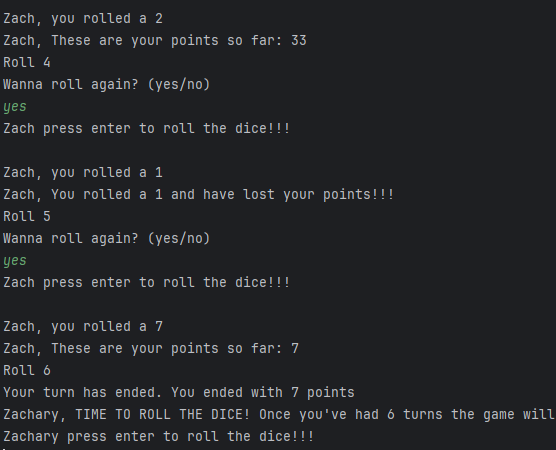 Zach, you rolled a 2
Zach, These are your points so far: 33
Roll 4
Wanna roll again? (yes/no)
yes
Zach press enter to roll the dice!!!
Zach, you rolled a 1
Zach, You rolled a 1 and have lost your points!!!
Roll 5
Wanna roll again? (yes/no)
yes
Zach press enter to roll the dice!!!
Zach, you rolled a 7
Zach, These are your points so far: 7
Roll 6
Your turn has ended. You ended with 7 points
Zachary, TIME TO ROLL THE DICE! Once you've had 6 turns the game will
Zachary press enter to roll the dice!!!